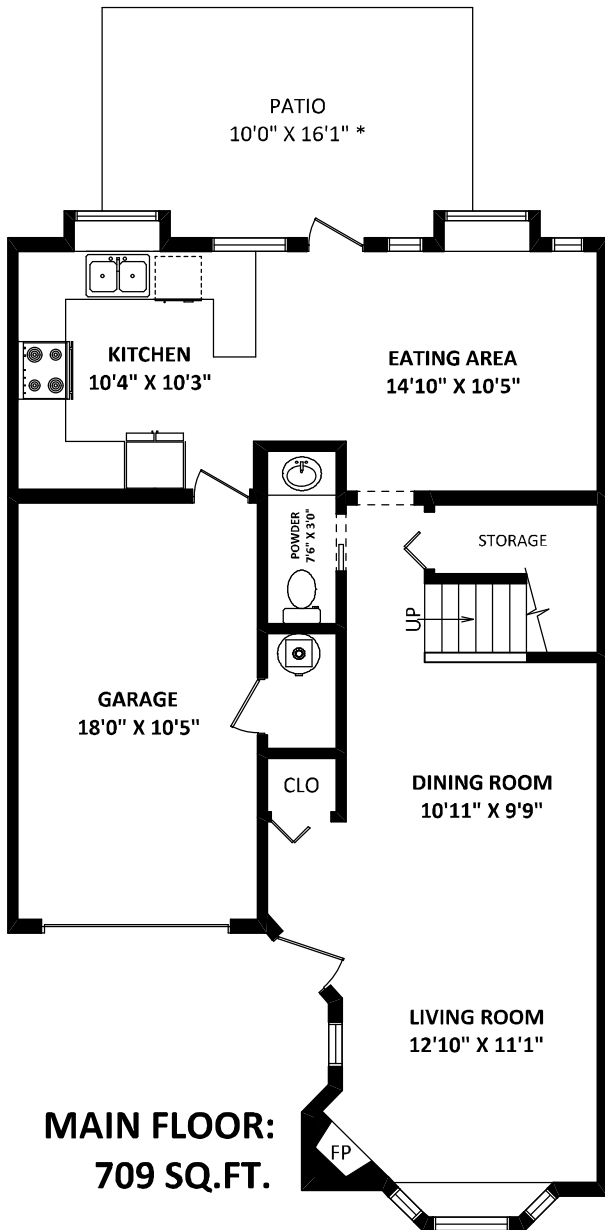 PATIO
10'0" X 16'1" *
KITCHEN
10'4" X 10'3"
EATING AREA
14'10" X 10'5"
POWDER
7'6" X 3'0"
STORAGE
UP
GARAGE
18'0" X 10'5"
CLO
DINING ROOM
10'11" X 9'9"
LIVING ROOM
12'10" X 11'1"
FP
MAIN FLOOR:
709 SQ.FT.